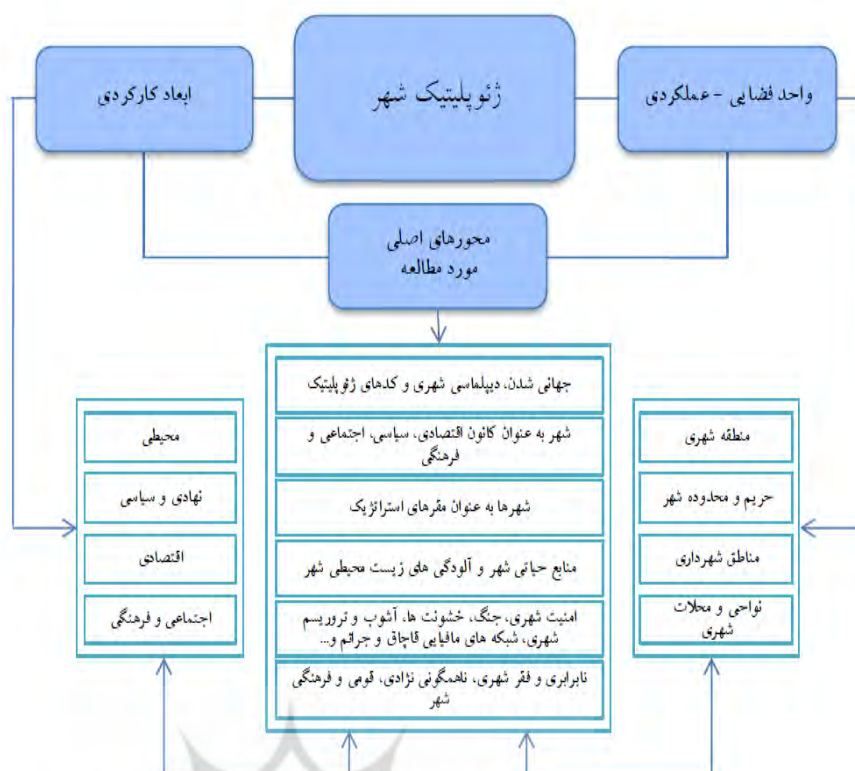 ژئوپلیتیک شهر
واحد فضایی - عملکردی
ابعاد کارکردی
محورهای اصلی
مورد مطالعه
منطقه شهری
حریم و محدوده شهر
مناطق شهرداری
نواحی و محلات
شهری
جهانی شدن، دیپلماسی شهری و کدهای ژئوپلیتیک
شهر به عنوان کانون اقتصادی، سیاسی، اجتماعی و
فرهنگی
شهرها به عنوان مقرهای استراتژیک
منابع حیاتی شهر و آلودگی های زیست محیطی شهر
امنیت شهری، جنگ، خشونت ها، آشوب و تروریسم
شهری، شبکه های مافیایی قاچاق و جرائم و...
نابرابری و فقر شهری، ناهمگونی نژادی، قومی و فرهنگی
شهر
محیطی
نهادی و سیاسی
اقتصادی
اجتماعی و فرهنگی